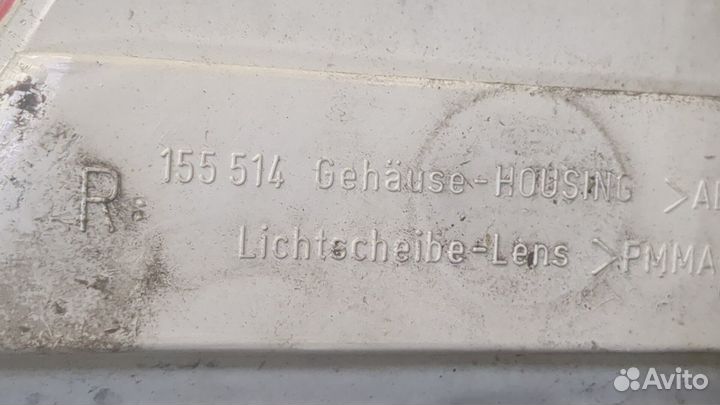 R: 155 514 Gehäuse-HOUSING >A
Lichtscheibe-Lens >PMMA
Avito